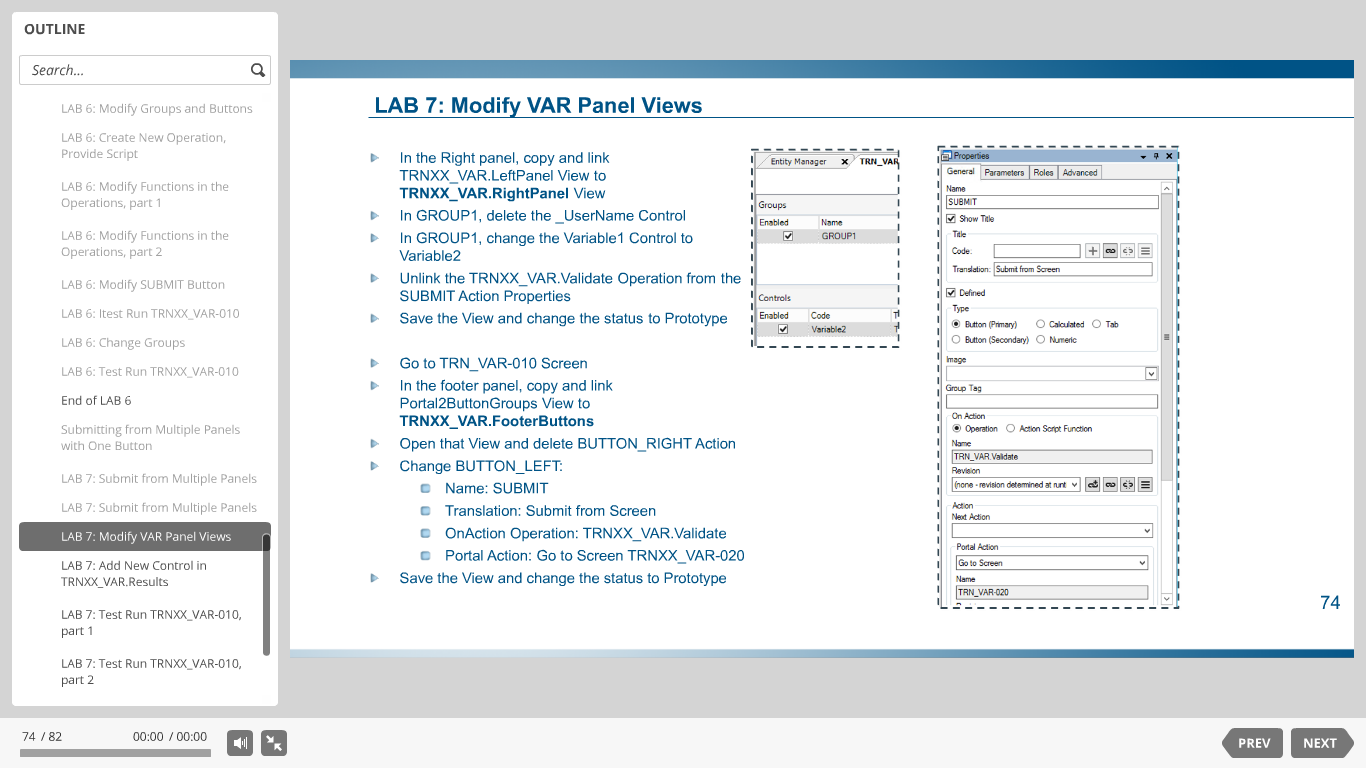 OUTLINE
Search...
LAB 6: Modify Groups and Buttons
LAB 6: Create New Operation,
Provide Script
LAB 6: Modify Functions in the
Operations, part 1
LAB 6: Modify Functions in the
Operations, part 2
LAB 6: Modify SUBMIT Button
LAB 6: Itest Run TRNXX_VAR-010
LAB 6: Change Groups
LAB 6: Test Run TRNXX_VAR-010
End of LAB 6
Submitting from Multiple Panels
with One Button
LAB 7: Submit from Multiple Panels
LAB 7: Submit from Multiple Panels
LAB 7: Modify VAR Panel Views
LAB 7: Add New Control in
TRNXX_VAR.Results
LAB 7: Test Run TRNXX_VAR-010,
part 1
LAB 7: Test Run TRNXX_VAR-010,
part 2
LAB 7: Modify VAR Panel Views
In the Right panel, copy and link
TRNXX_VAR.LeftPanel View to
TRNXX_VAR.RightPanel View
In GROUP1, delete the _UserName Control
In GROUP1, change the Variable1 Control to
Variable2
Unlink the TRNXX_VAR.Validate Operation from the
SUBMIT Action Properties
Save the View and change the status to Prototype
Go to TRN_VAR-010 Screen
In the footer panel, copy and link
Portal2ButtonGroups View to
TRNXX_VAR.FooterButtons
Open that View and delete BUTTON_RIGHT Action
Change BUTTON_LEFT:
Name: SUBMIT
Translation: Submit from Screen
OnAction Operation: TRNXX_VAR.Validate
Portal Action: Go to Screen TRNXX_VAR-020
Save the View and change the status to Prototype
Entity Manager TRN_VAR
Groups
Enabled Name
GROUP1
Controls
Enabled Code T
Variable2 T
Properties
General Parameters Roles Advanced
Name
SUBMIT
Show Title
Title
Code:
Translation: Submit from Screen
Defined
Type
Button (Primary) Calculated Tab
Button (Secondary) Numeric
Image
Group Tag
On Action
Operation Action Script Function
Name
TRN_VAR.Validate
Revision
(none - revision determined at runt
Action
Next Action
Portal Action
Go to Screen
Name
TRN_VAR-020
74
74 / 82 00:00 / 00:00
PREV NEXT